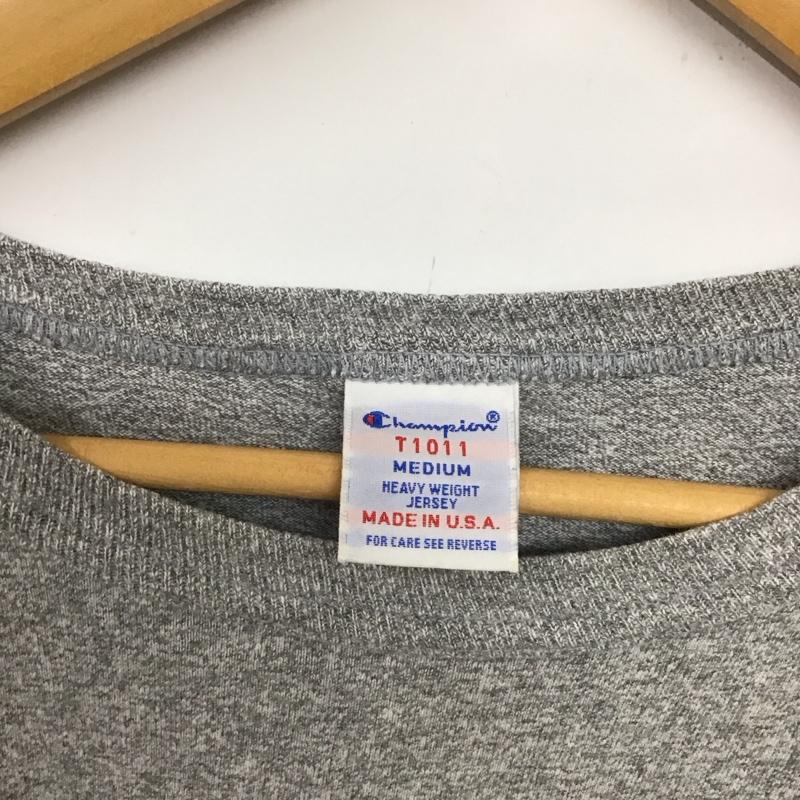 Champion®
T1011
MEDIUM
HEAVY WEIGHT
JERSEY
MADE IN U.S.A.
FOR CARE SEE REVERSE